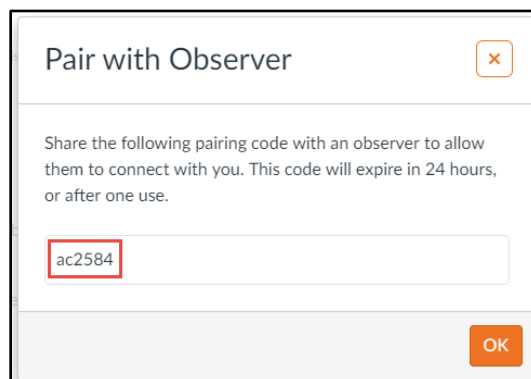 Pair with Observer
Share the following pairing code with an observer to allow
them to connect with you. This code will expire in 24 hours,
or after one use.
ac2584
OK